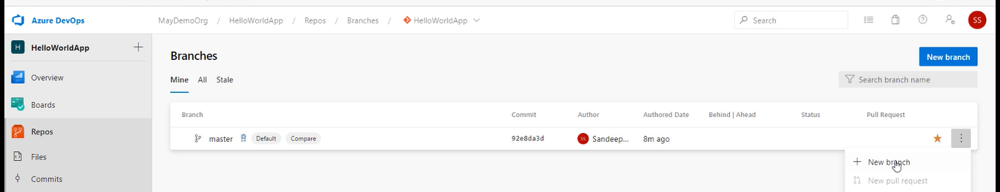 Azure DevOps MayDemoOrg / HelloWorldApp / Repos / Branches / HelloWorldApp Search SS
H HelloWorldApp
Branches
New branch
Overview
Mine All Stale
Search branch name
Boards
Branch Commit Author Authored Date Behind | Ahead Status Pull Request
Repos
master Default Compare 92e8da3d SS Sandeep... 8m ago
Files
New branch
Commits
New pull request